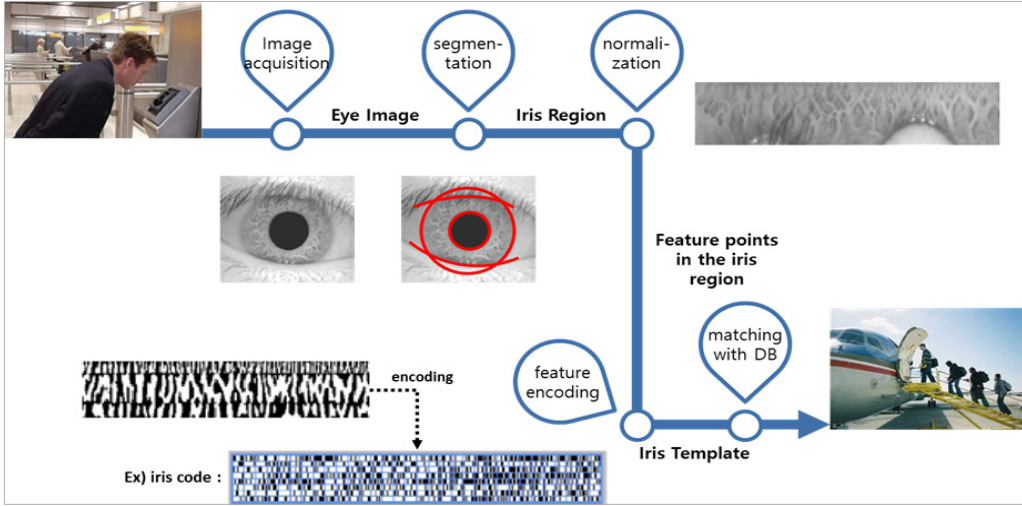 Image
acquisition
segmen-
tation
normali-
zation
Eye Image
Iris Region
Feature points
in the iris
region
matching
with DB
feature
encoding
encoding
Iris Template
Ex) iris code :